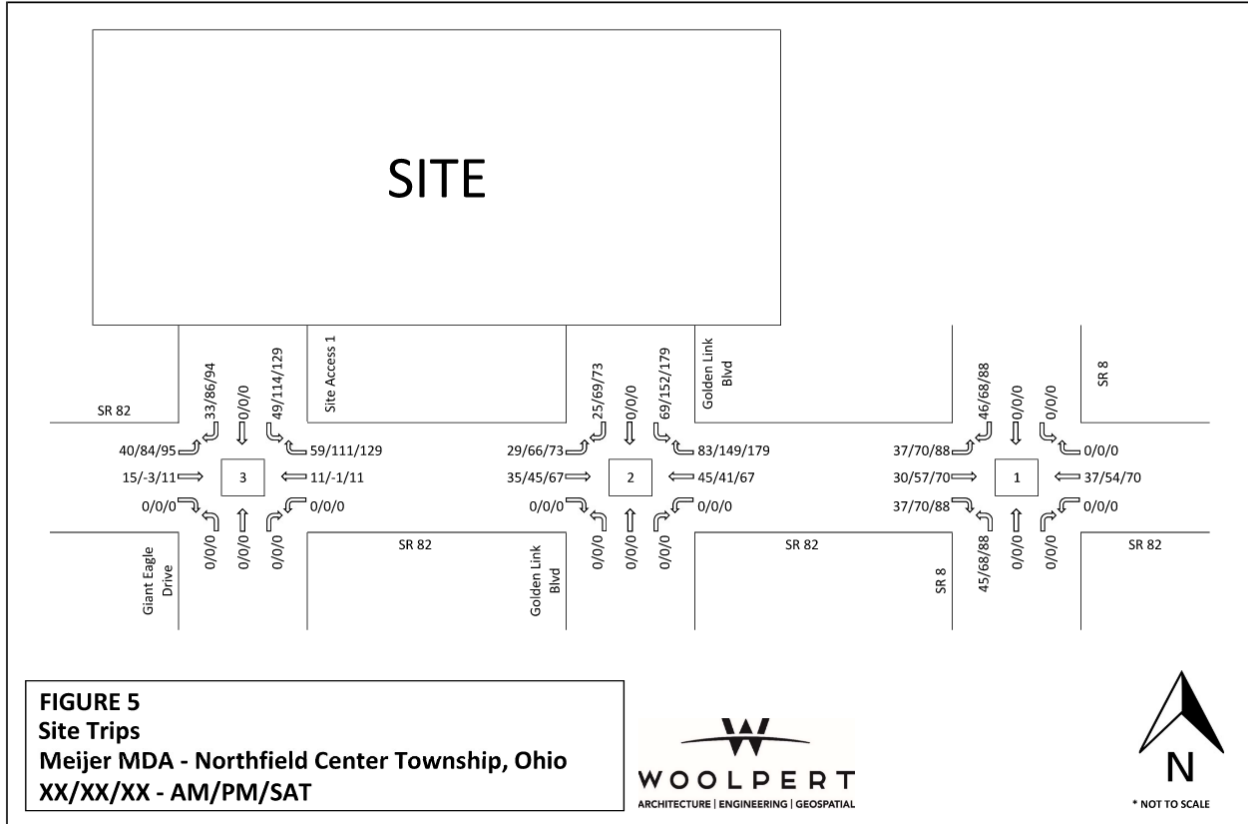 SITE
33/86/94
0/0/0
49/114/129
Site Access 1
25/69/73
0/0/0
69/152/179
Golden Link
Blvd
46/68/88
0/0/0
0/0/0
SR 8
SR 82
40/84/95
59/111/129
29/66/73
83/149/179
37/70/88
0/0/0
15/-3/11
3
11/-1/11
35/45/67
2
45/41/67
30/57/70
1
37/54/70
0/0/0
0/0/0
0/0/0
0/0/0
37/70/88
0/0/0
Giant Eagle
Drive
0/0/0
0/0/0
0/0/0
SR 82
Golden Link
Blvd
0/0/0
0/0/0
0/0/0
SR 82
SR 8
45/68/88
0/0/0
0/0/0
SR 82
FIGURE 5
Site Trips
Meijer MDA - Northfield Center Township, Ohio
XX/XX/XX - AM/PM/SAT
WOOLPERT
ARCHITECTURE | ENGINEERING | GEOSPATIAL
N
* NOT TO SCALE